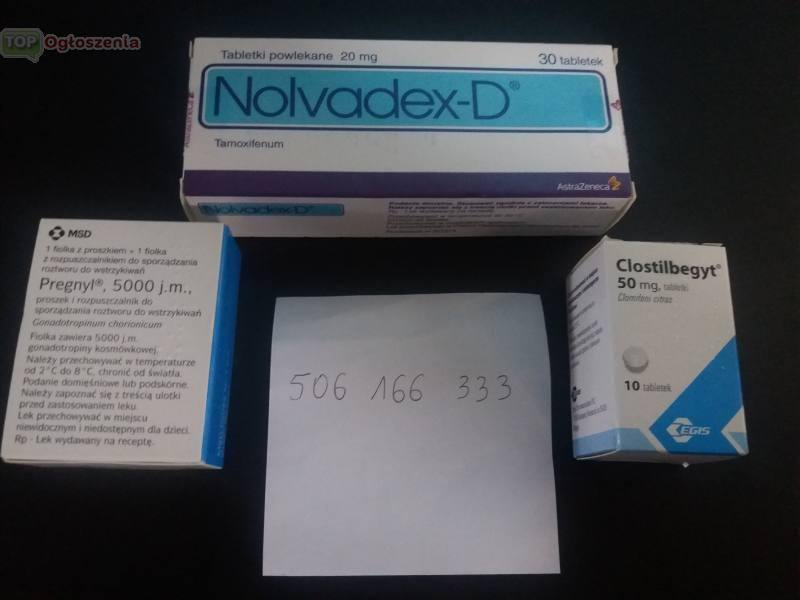 TOP Ogłoszenia
Tabletki powlekane 20 mg
30 tabletek
Nolvadex-D®
Tamoxifenum
AstraZeneca
AstraZeneca
Nolvadex-D®
MSD
1 fiolka z proszkiem + 1 fiolka
z rozpuszczalnikiem do sporządzania
roztworu do wstrzykiwań
Pregnyl®, 5000 j.m.,
proszek i rozpuszczalnik do
sporządzania roztworu do wstrzykiwań
Gonadotropinum chorionicum
Fiolka zawiera 5000 j.m.
gonadotropiny kosmówkowej.
Należy przechowywać w temperaturze
od 2°C do 8°C, chronić od światła.
Podanie domięśniowe lub podskórne.
Należy zapoznać się z treścią ulotki
przed zastosowaniem leku.
Lek przechowywać w miejscu
niewidocznym i niedostępnym dla dzieci.
Rp - Lek wydawany na receptę.
506 166 333
Clostilbegyt®
50 mg, tabletki
Clomifeni citras
10 tabletek
EGIS